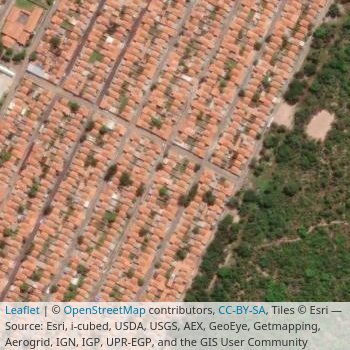 Leaflet | © OpenStreetMap contributors, CC-BY-SA, Tiles © Esri —
Source: Esri, i-cubed, USDA, USGS, AEX, GeoEye, Getmapping,
Aerogrid, IGN, IGP, UPR-EGP, and the GIS User Community